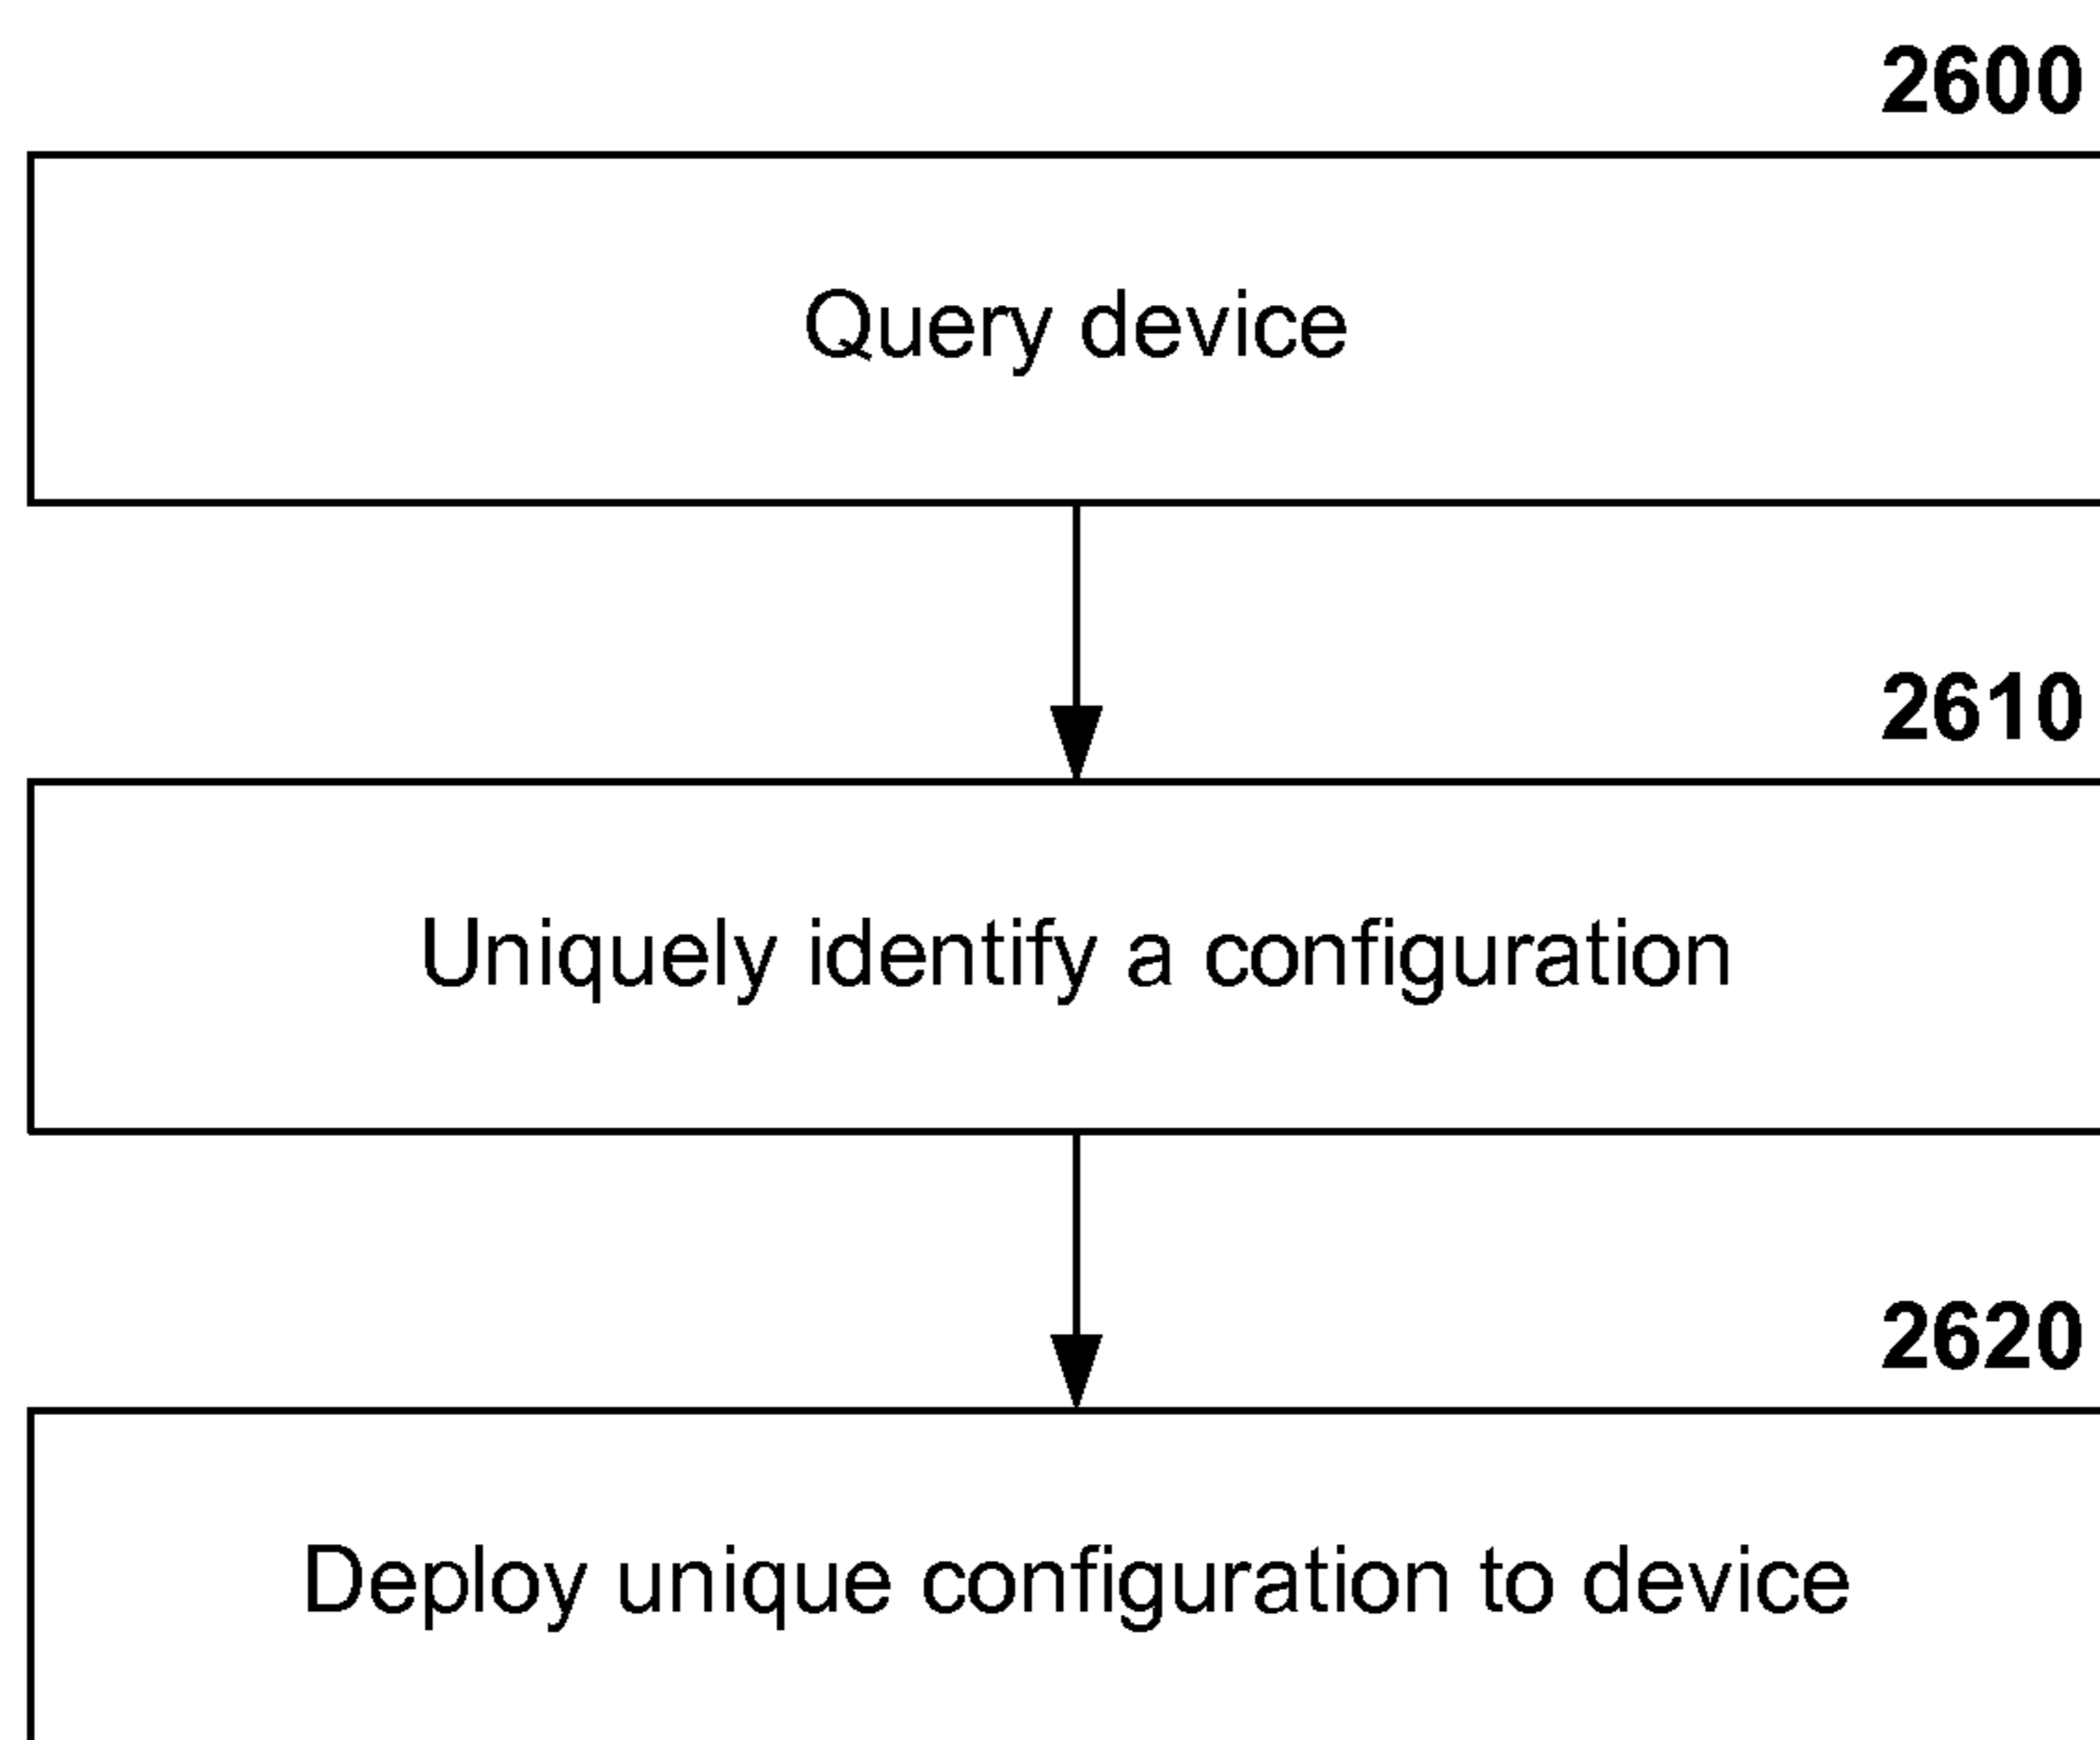 2600
Query device
2610
Uniquely identify a configuration
2620
Deploy unique configuration to device